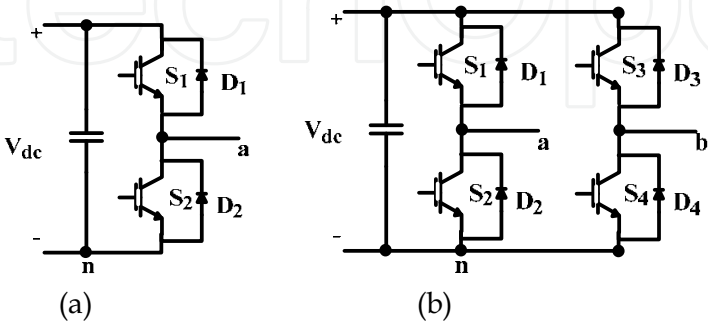 +
S1
D1
Vdc
a
S2
D2
-
n
(a)
+
S1
D1
S3
D3
Vdc
a
b
S2
D2
S4
D4
-
n
(b)